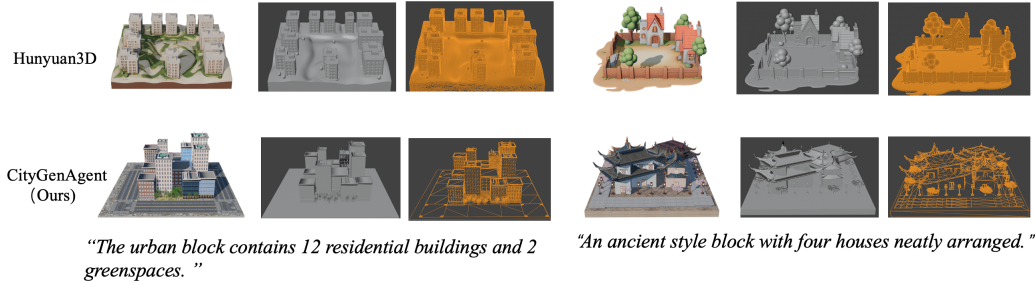 Hunyuan3D
CityGenAgent
(Ours)
“The urban block contains 12 residential buildings and 2
greenspaces. ”
“An ancient style block with four houses neatly arranged. ”